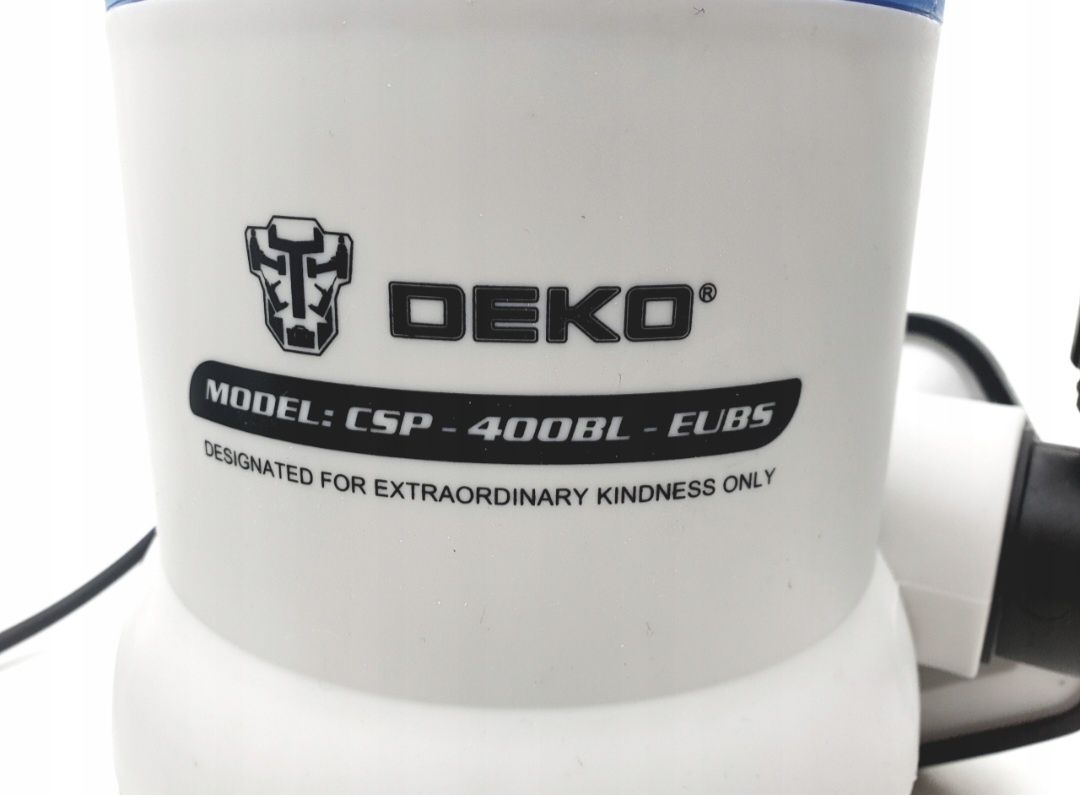 DEKO®
MODEL: CSP - 400BL - EUBS
DESIGNATED FOR EXTRAORDINARY KINDNESS ONLY